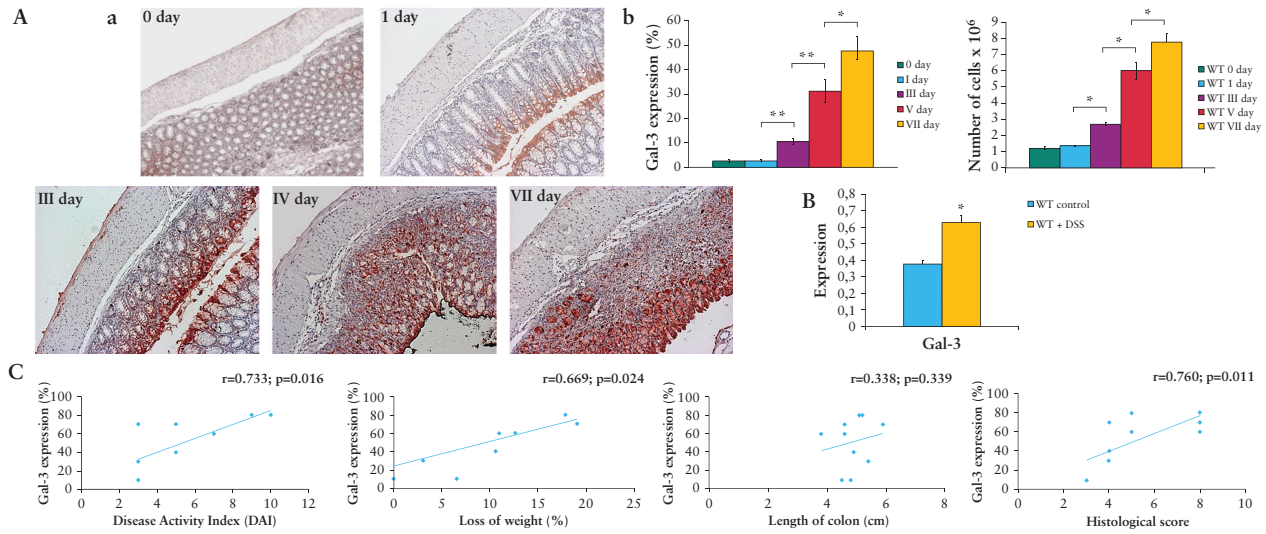 A
a
0 day
1 day
III day
IV day
VII day
b
Gal-3 expression (%)
60
50
40
30
20
10
0
**
**
*
0 day
I day
III day
V day
VII day
Number of cells x 10⁶
9
8
7
6
5
4
3
2
1
0
*
*
*
WT 0 day
WT 1 day
WT III day
WT V day
WT VII day
B
Expression
0,8
0,7
0,6
0,5
0,4
0,3
0,2
0,1
0
*
Gal-3
WT control
WT + DSS
C
r=0.733; p=0.016
Gal-3 expression (%)
100
80
60
40
20
0
0 2 4 6 8 10 12
Disease Activity Index (DAI)
r=0.669; p=0.024
Gal-3 expression (%)
100
80
60
40
20
0
0 5 10 15 20 25
Loss of weight (%)
r=0.338; p=0.339
Gal-3 expression (%)
100
80
60
40
20
0
0 2 4 6 8
Length of colon (cm)
r=0.760; p=0.011
Gal-3 expression (%)
100
80
60
40
20
0
0 2 4 6 8 10
Histological score